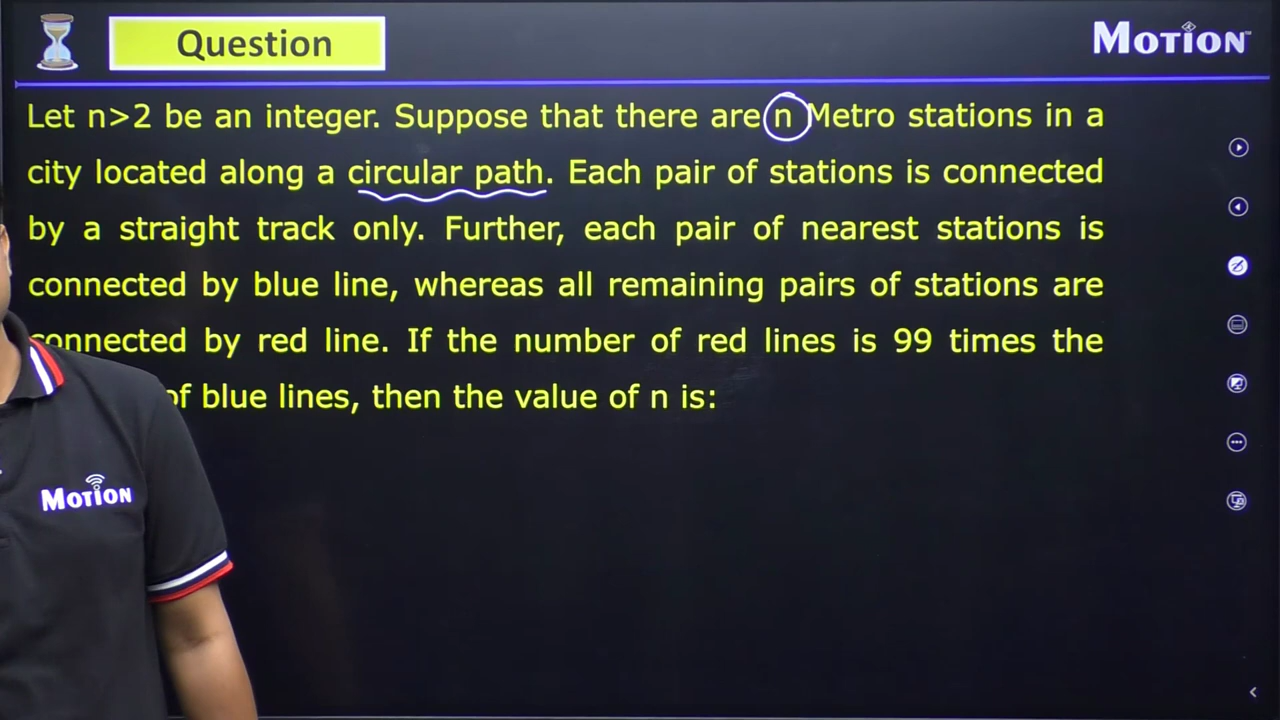 Question
MOTION
Let n>2 be an integer. Suppose that there are n Metro stations in a
city located along a circular path. Each pair of stations is connected
by a straight track only. Further, each pair of nearest stations is
connected by blue line, whereas all remaining pairs of stations are
connected by red line. If the number of red lines is 99 times the
of blue lines, then the value of n is:
MOTION